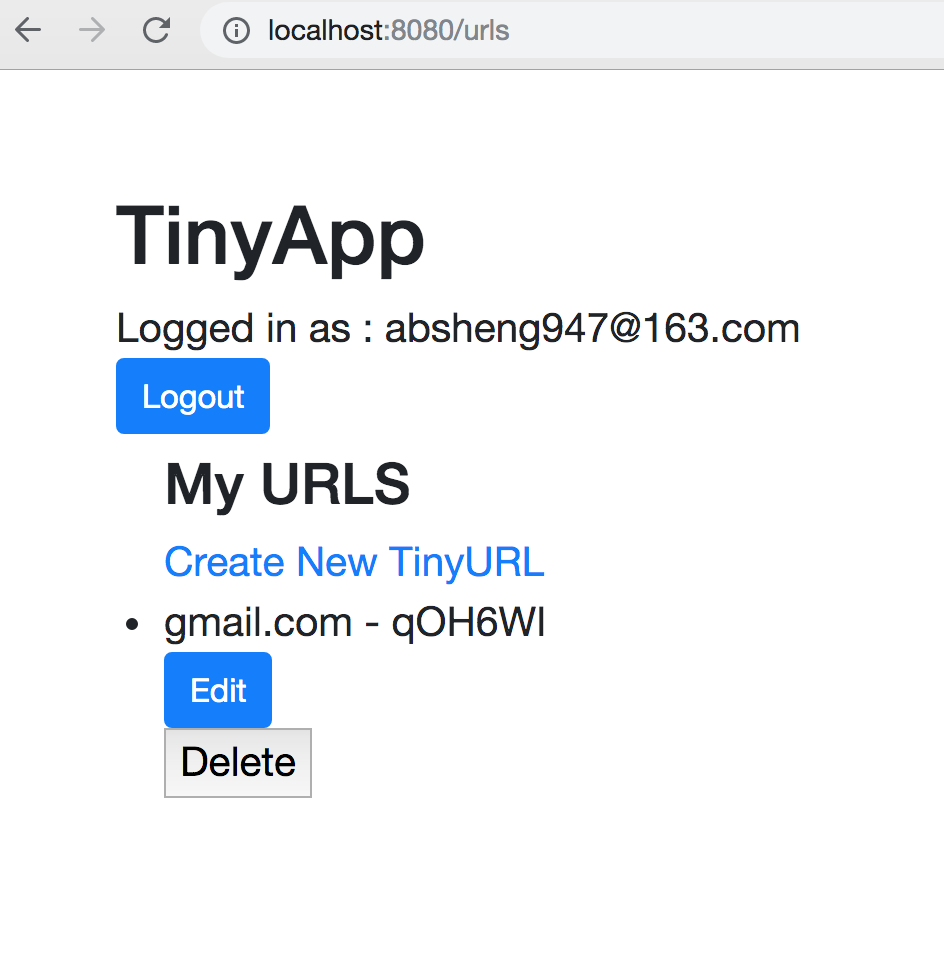 localhost:8080/urls
TinyApp
Logged in as : absheng947@163.com
Logout
My URLS
Create New TinyURL
gmail.com - qOH6WI
Edit
Delete